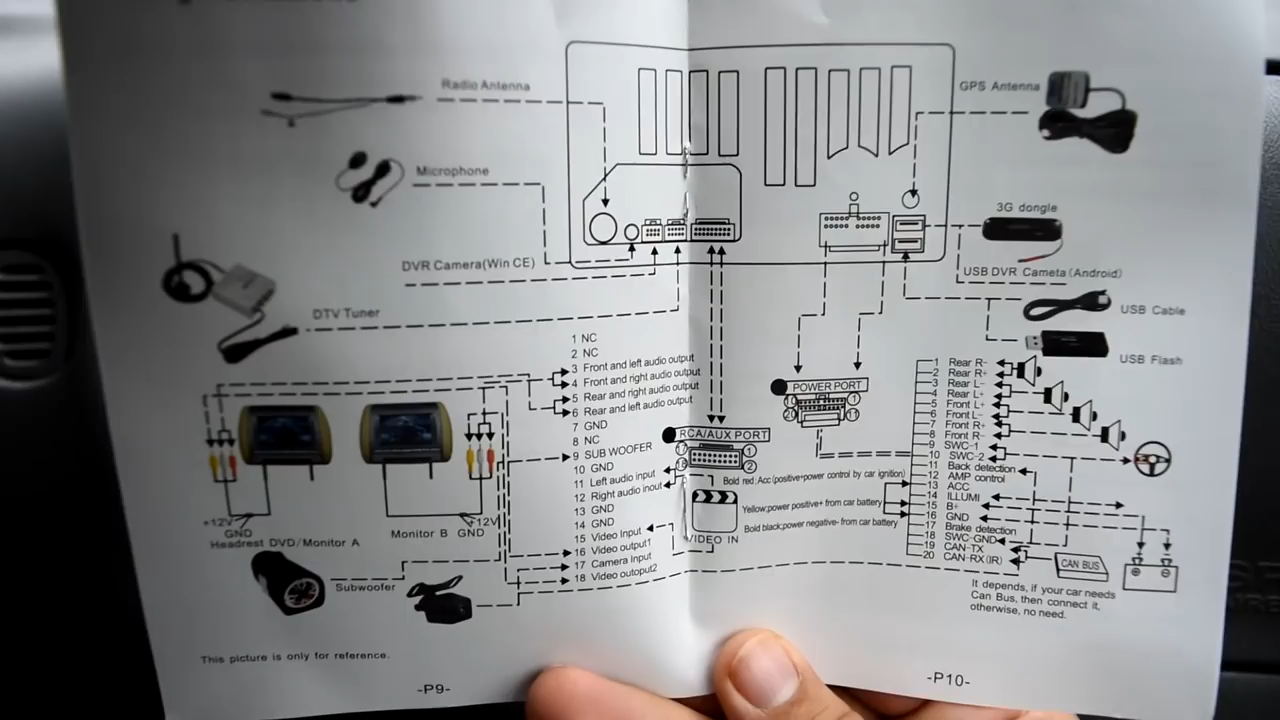 Radio Antenna
Microphone
DVR Camera(Win CE)
DTV Tuner
1 NC
2 NC
3 Front and left audio output
4 Front and right audio output
5 Rear and right audio output
6 Rear and left audio output
7 GND
8 NC
9 SUB WOOFER
10 GND
11 Left audio input
12 Right audio inout
13 GND
14 GND
15 Video Input
16 Video output1
17 Camera Input
18 Video outoput2
+12V
GND
Headrest DVD/Monitor A
Monitor B
+12V
GND
Subwoofer
This picture is only for reference.
-P9-
RCA/AUX PORT
17
1
18
2
VIDEO IN
GPS Antenna
3G dongle
USB DVR Cameta(Android)
USB Cable
USB Flash
POWER PORT
10
1
20
11
Bold red: Acc(positive+power control by car ignition)
Yellow;power positive+ from car battery
Bold black;power negative- from car battery
1 Rear R-
2 Rear R+
3 Rear L-
4 Rear L+
5 Front L+
6 Front L-
7 Front R+
8 Front R-
9 SWC-1
10 SWC-2
11 Back detection
12 AMP control
13 ACC
14 ILLUMI
15 B+
16 GND
17 Brake detection
18 SWC-GND
19 CAN-TX
20 CAN-RX(IR)
CAN BUS
It depends, if your car needs
Can Bus, then connect it,
otherwise, no need.
-P10-